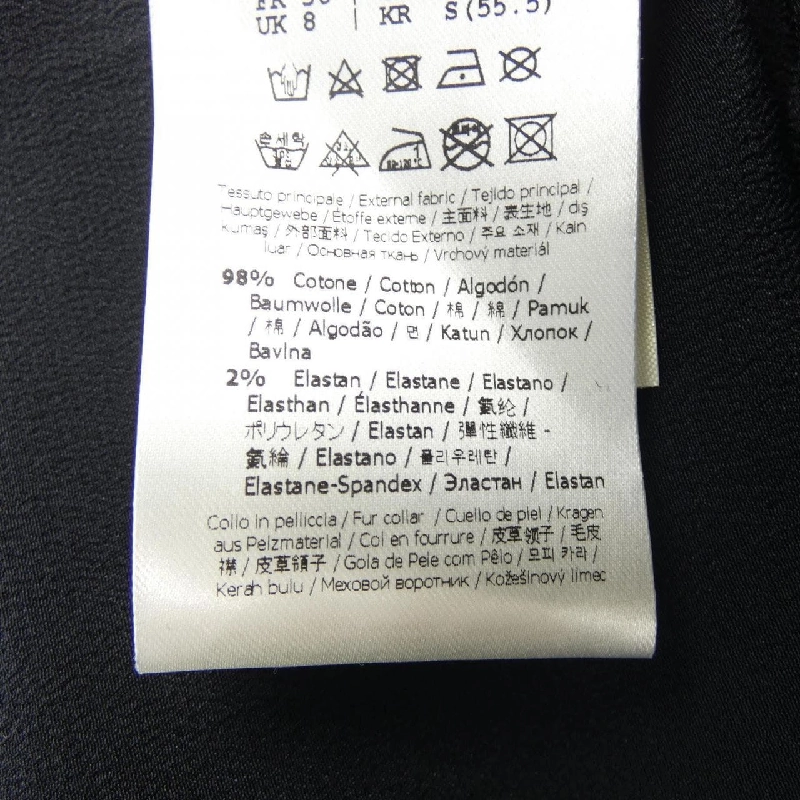 UK 8 | KR S(55.5)
손세탁
Tessuto principale / External fabric / Tejido principal /
Hauptgewebe / Étoffe externe / 主面料 / 表生地 / dış
kumaş / 外部面料 / Tecido Externo / 주요 소재 / Kain
luar / Основная ткань / Vrchový materiál
98% Cotone / Cotton / Algodón /
Baumwolle / Coton / 棉 / 綿 / Pamuk
/ 棉 / Algodão / 면 / Katun / Хлопок /
Bavlna
2% Elastan / Elastane / Elastano /
Elasthan / Élasthanne / 氨纶 /
ポリウレタン / Elastan / 彈性纖維 -
氨綸 / Elastano / 폴리우레탄 /
Elastane-Spandex / Эластан / Elastan
Collo in pelliccia / Fur collar / Cuello de piel / Kragen
aus Pelzmaterial / Col en fourrure / 皮草领子 / 毛皮
襟 / 皮草領子 / Gola de Pele com Pêlo / 모피 카라 /
Kerah bulu / Меховой воротник / Kožešinový límec